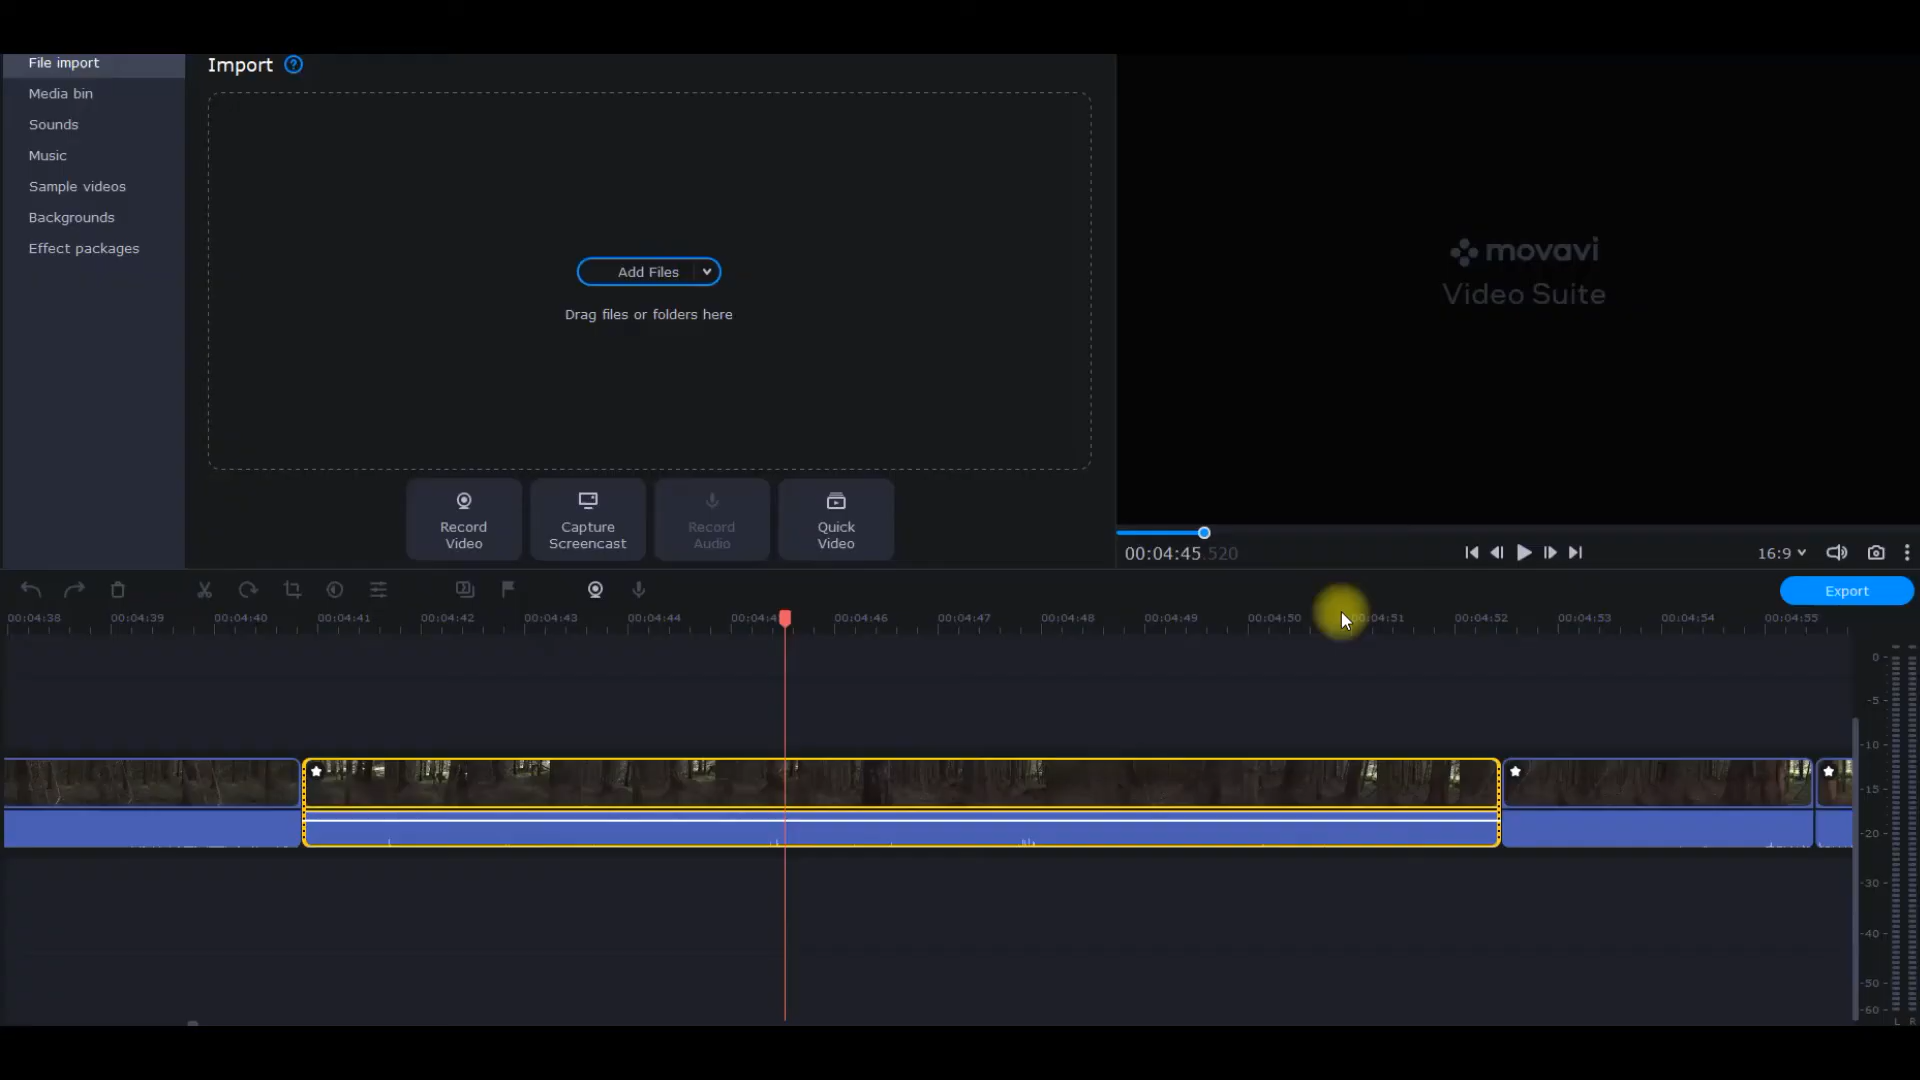 File import
Media bin
Sounds
Music
Sample videos
Backgrounds
Effect packages
Import ?
Add Files
Drag files or folders here
Record
Video
Capture
Screencast
Record
Audio
Quick
Video
movavi
Video Suite
00:04:45.520
16:9
Export
00:04:38 00:04:39 00:04:40 00:04:41 00:04:42 00:04:43 00:04:44 00:04:4 00:04:46 00:04:47 00:04:48 00:04:49 00:04:50 :04:51 00:04:52 00:04:53 00:04:54 00:04:55
0
-5
-10
-15
-20
-30
-40
-50
-60
L R